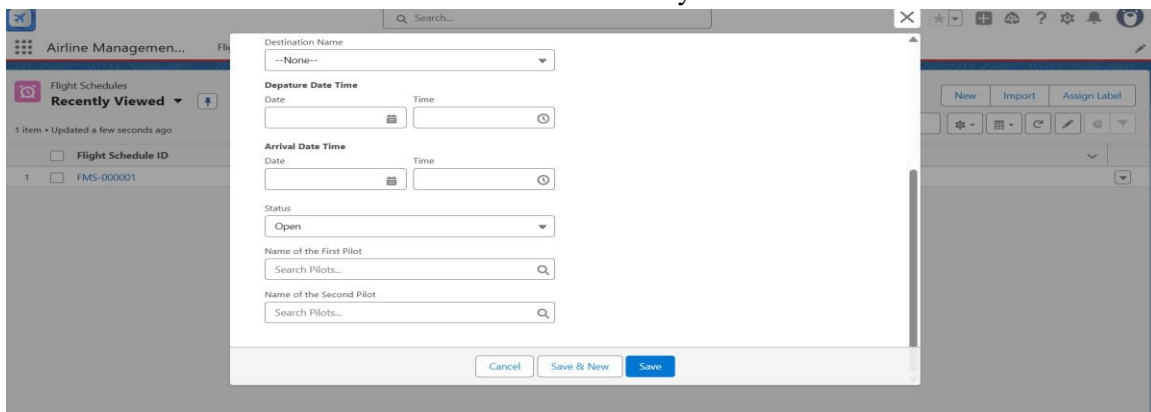 Search...
Airline Managemen...
Destination Name
--None--
Depature Date Time
Date Time
Arrival Date Time
Date Time
Status
Open
Name of the First Pilot
Search Pilots...
Name of the Second Pilot
Search Pilots...
Cancel Save & New Save
Flight Schedules
Recently Viewed
New Import Assign Label
1 item • Updated a few seconds ago
Flight Schedule ID
1 FMS-000001